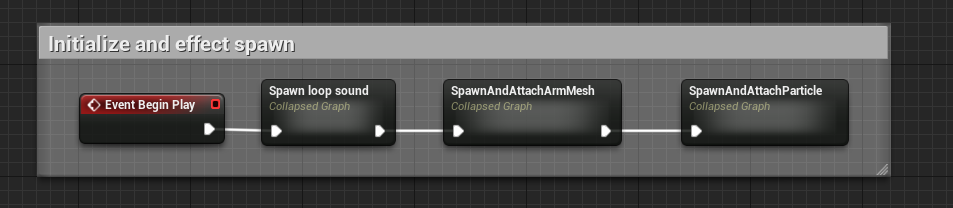 Initialize and effect spawn
Event Begin Play
Spawn loop sound
Collapsed Graph
SpawnAndAttachArmMesh
Collapsed Graph
SpawnAndAttachParticle
Collapsed Graph